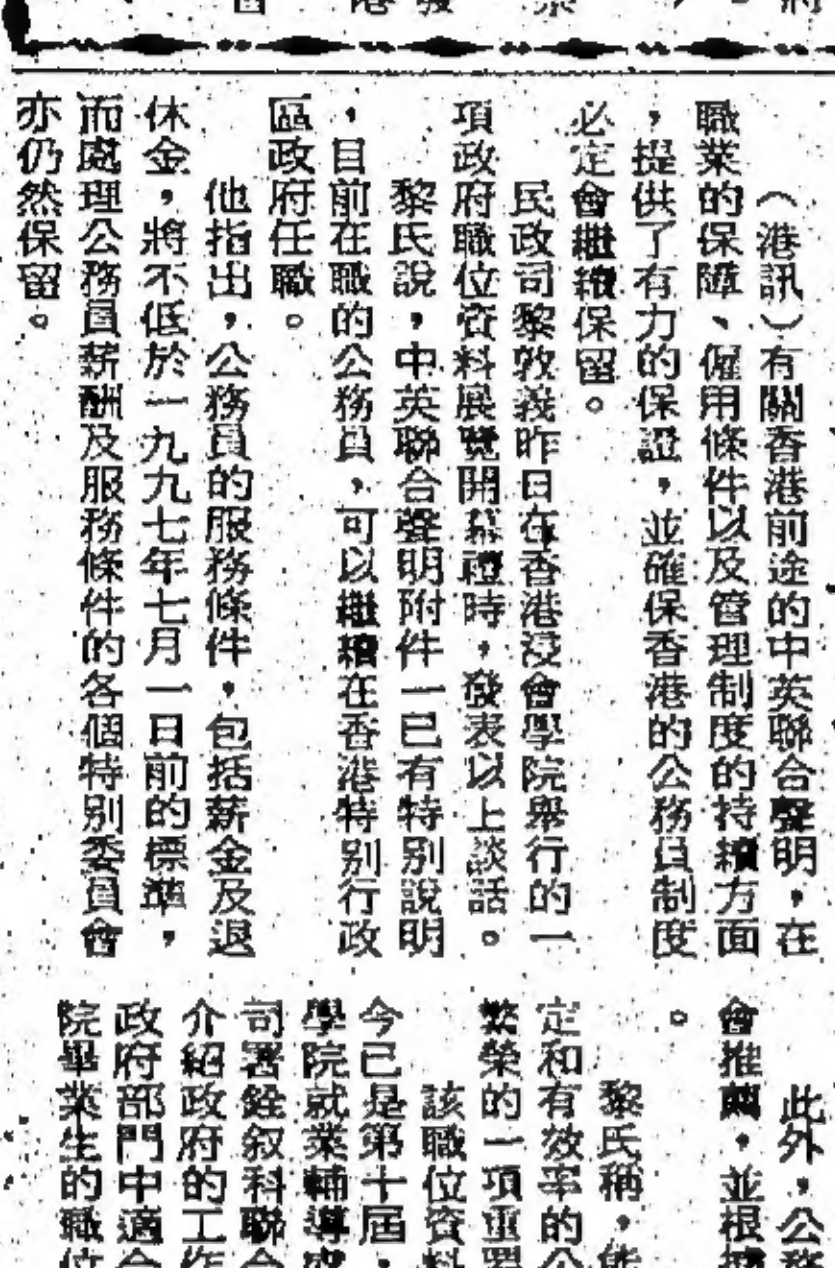 （港訊）有關香港前途的中英聯合聲明，在
職業的保障、僱用條件以及管理制度的持續方面
，提供了有力的保證，並確保香港的公務員制度
必定會繼續保留。
民政司黎敦義昨日在香港浸會學院舉行的一
項政府職位資料展覽開幕禮時，發表以上談話。
黎氏說，中英聯合聲明附件一已有特別說明
，目前在職的公務員，可以繼續在香港特別行政
區政府任職。
他指出，公務員的服務條件，包括薪金及退
休金，將不低於一九九七年七月一日前的標準，
而處理公務員薪酬及服務條件的各個特別委員會
亦仍然保留。
此外，公務
會推薦，並根據
。
黎氏稱，能
定和有效率的公
繁榮的一項重要
該職位資料
今已是第十屆，
學院就業輔導
司署銓敘科聯合
介紹政府的工作
政府部門中適合
院畢業生的職位